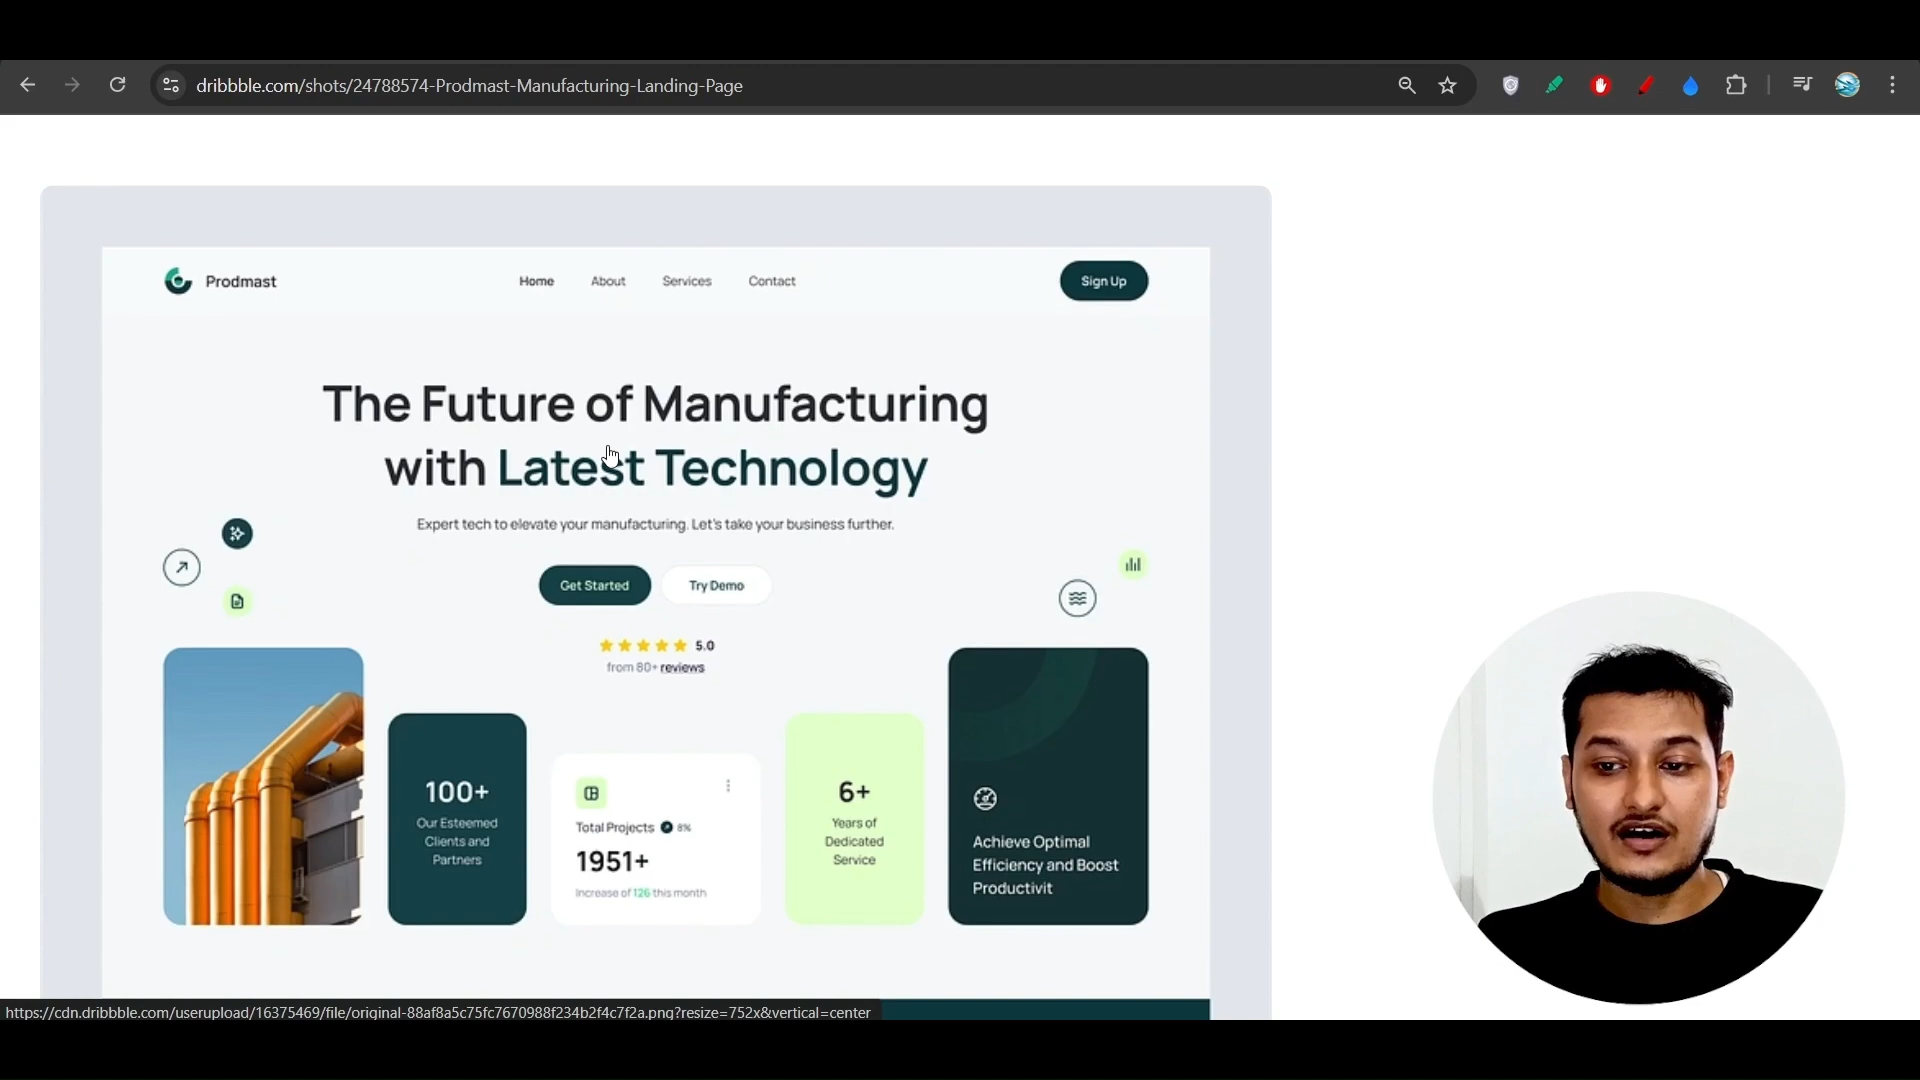 dribbble.com/shots/24788574-Prodmast-Manufacturing-Landing-Page
Prodmast
Home
About
Services
Contact
Sign Up
The Future of Manufacturing
with Latest Technology
Expert tech to elevate your manufacturing. Let's take your business further.
Get Started
Try Demo
5.0
from 80+ reviews
100+
Our Esteemed
Clients and
Partners
Total Projects 8%
1951+
Increase of 126 this month
6+
Years of
Dedicated
Service
Achieve Optimal
Efficiency and Boost
Productivit
https://cdn.dribbble.com/userupload/16375469/file/original-88af8a5c75fc7670988f234b2f4c7f2a.png?resize=752x&vertical=center